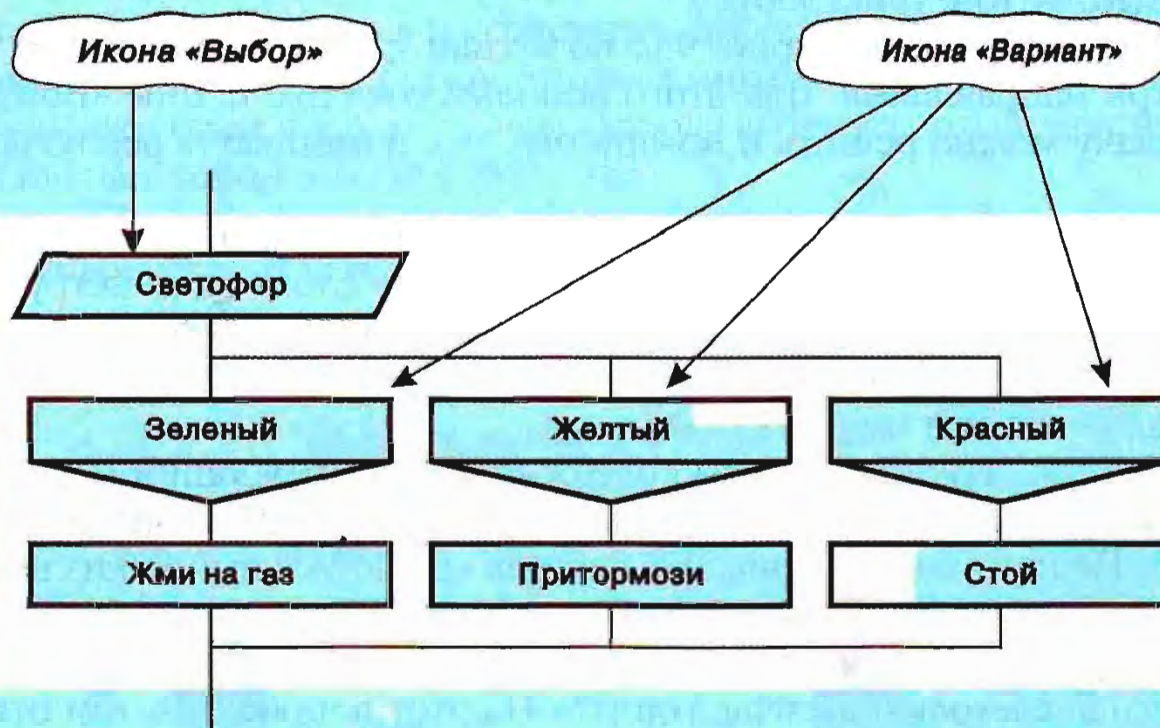 Икона «Выбор»
Икона «Вариант»
Светофор
Зеленый
Желтый
Красный
Жми на газ
Притормози
Стой